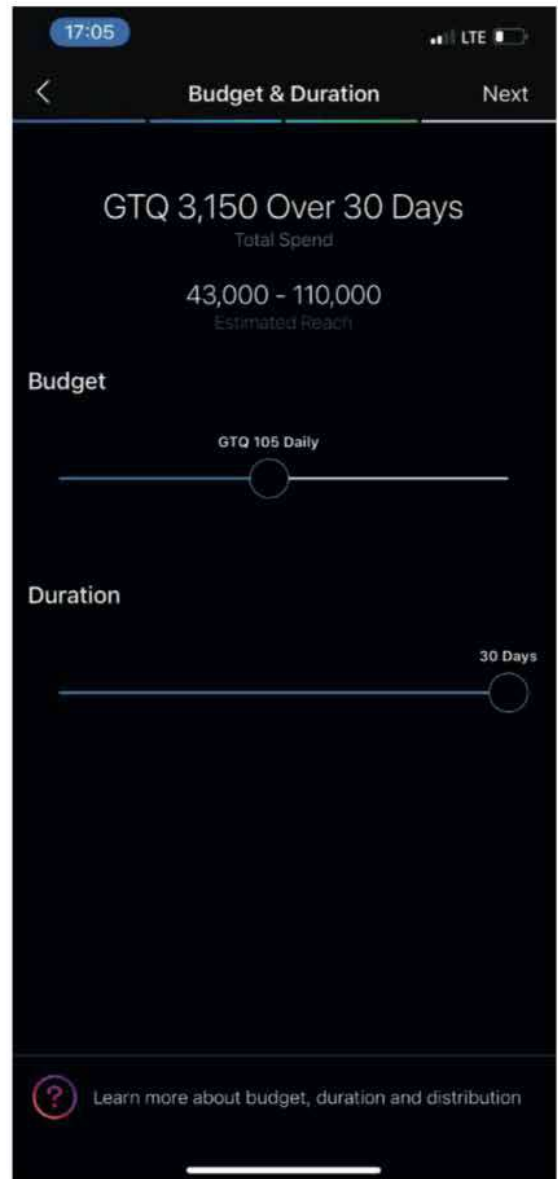 17:05
LTE
Budget & Duration
Next
GTQ 3,150 Over 30 Days
Total Spend
43,000 - 110,000
Estimated Reach
Budget
GTQ 105 Daily
Duration
30 Days
? Learn more about budget, duration and distribution